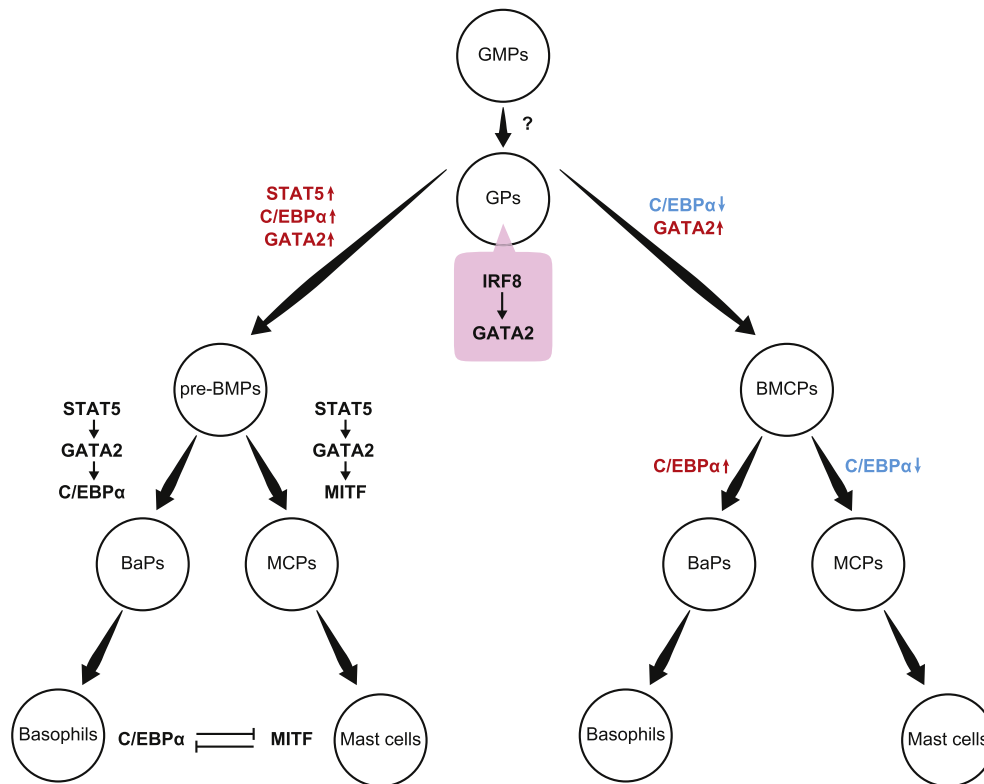 GMPs
?
GPs
STAT5↑
C/EBPα↑
GATA2↑
C/EBPα↓
GATA2↑
IRF8
GATA2
pre-BMPs
BMCPs
STAT5
GATA2
C/EBPα
STAT5
GATA2
MITF
C/EBPα↑
C/EBPα↓
BaPs
MCPs
BaPs
MCPs
Basophils
C/EBPα
MITF
Mast cells
Basophils
Mast cells